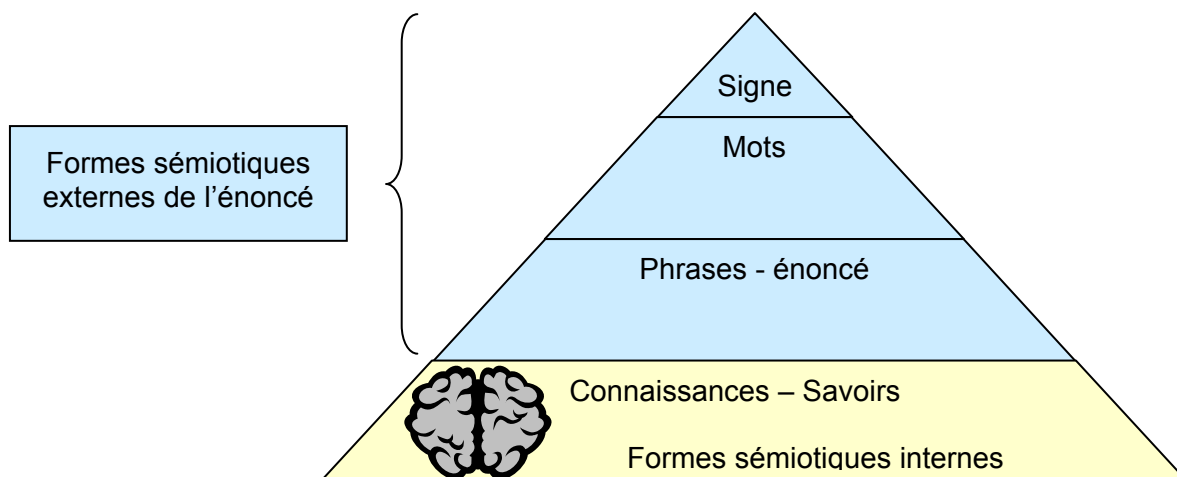 Signe
Mots
Formes sémiotiques
externes de l’énoncé
Phrases - énoncé
Connaissances – Savoirs
Formes sémiotiques internes